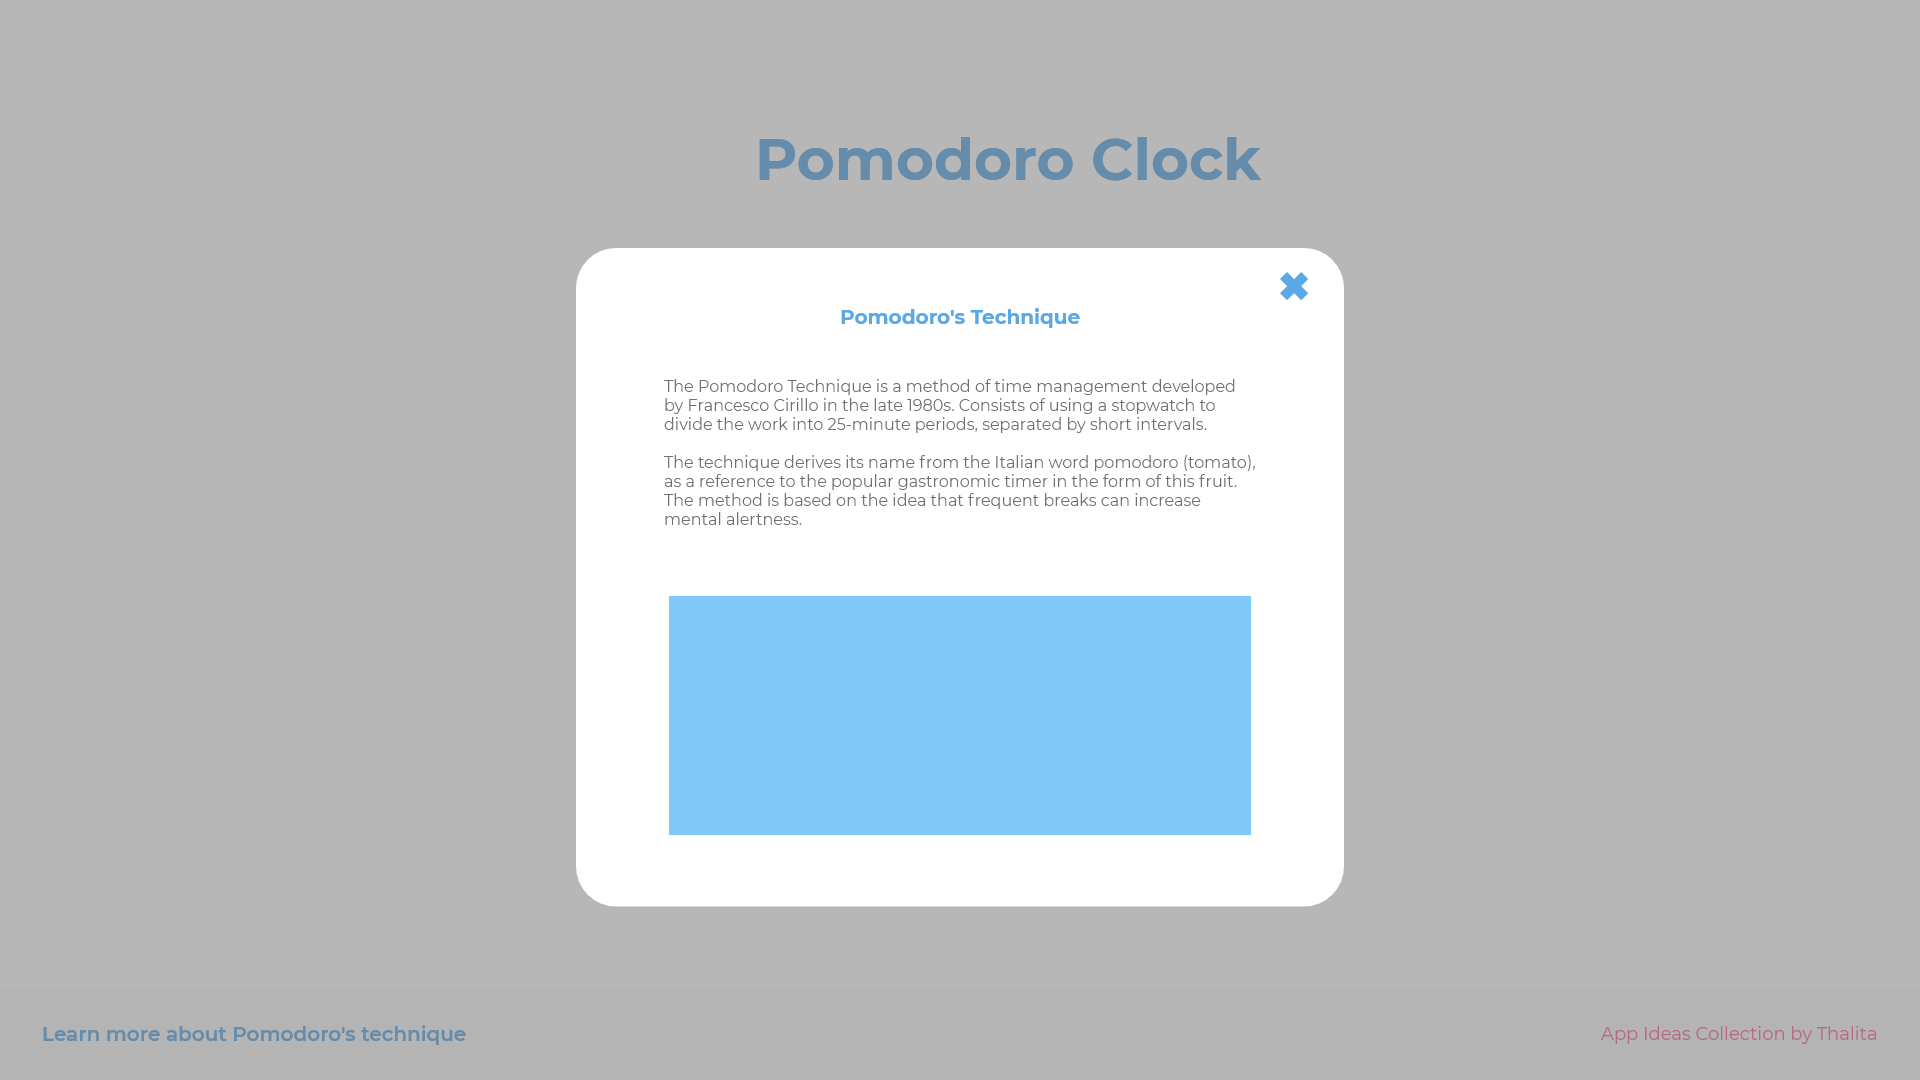 Pomodoro Clock
Pomodoro's Technique
The Pomodoro Technique is a method of time management developed
by Francesco Cirillo in the late 1980s. Consists of using a stopwatch to
divide the work into 25-minute periods, separated by short intervals.
The technique derives its name from the Italian word pomodoro (tomato),
as a reference to the popular gastronomic timer in the form of this fruit.
The method is based on the idea that frequent breaks can increase
mental alertness.
Learn more about Pomodoro's technique
App Ideas Collection by Thalita